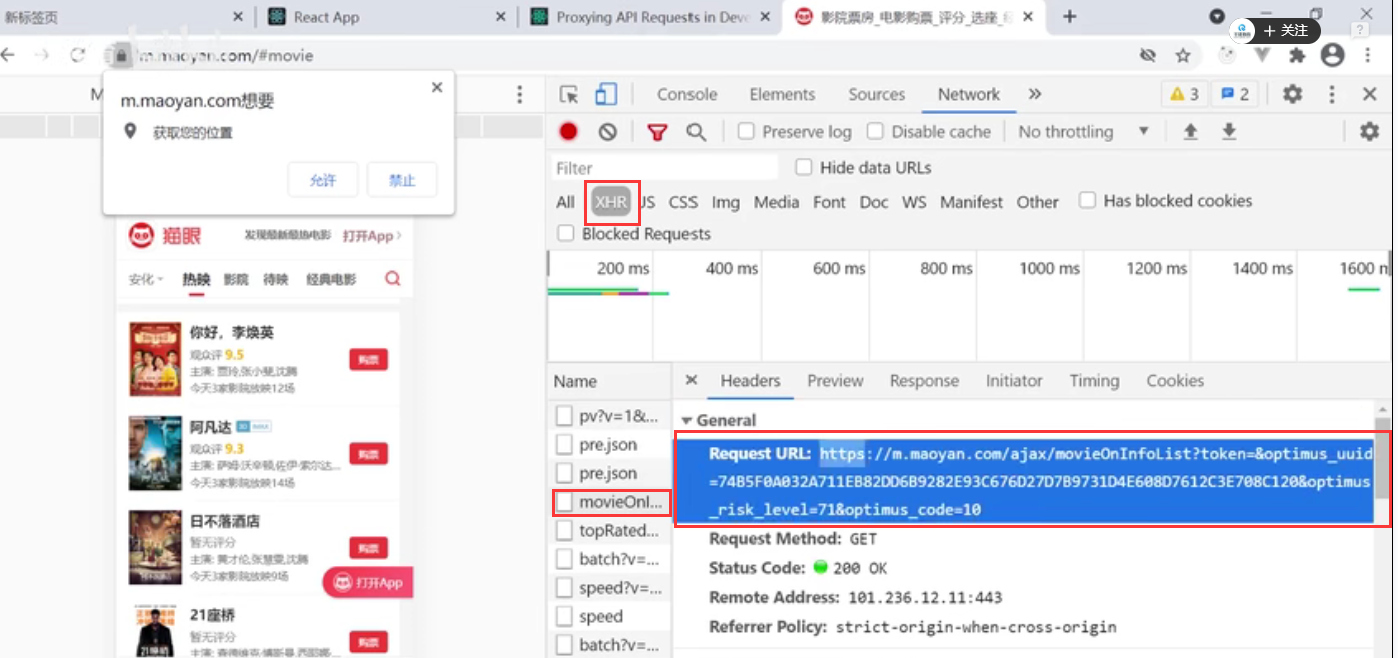 新标签页
React App
Proxying API Requests in Deve
影院票房_电影购票_评分_选座_
关注
m.maoyan.com/#movie
m.maoyan.com想要
获取您的位置
允许
禁止
猫眼
发现最新最热电影
打开App
安化
热映
影院
待映
经典电影
你好，李焕英
观众评 9.5
主演: 贾玲,张小斐,沈腾
今天3家影院放映12场
购票
阿凡达
3D
IMAX
观众评 9.3
主演: 萨姆·沃辛顿,佐伊·索尔达...
今天3家影院放映14场
购票
日不落酒店
暂无评分
主演: 黄才伦,张慧雯,沈腾
今天3家影院放映9场
购票
打开App
21座桥
暂无评分
购票
Console
Elements
Sources
Network
3
2
Preserve log
Disable cache
No throttling
Filter
Hide data URLs
All
XHR
JS
CSS
Img
Media
Font
Doc
WS
Manifest
Other
Has blocked cookies
Blocked Requests
200 ms
400 ms
600 ms
800 ms
1000 ms
1200 ms
1400 ms
1600 m
Name
pv?v=1&...
pre.json
pre.json
movieOnI...
topRated...
batch?v=...
speed?v=...
speed
batch?v=...
Headers
Preview
Response
Initiator
Timing
Cookies
General
Request URL: https://m.maoyan.com/ajax/movieOnInfoList?token=&optimus_uuid
=74B5F0A032A711EB82DD6B9282E93C676D27D7B9731D4E608D7612C3E708C120&optimus
_risk_level=71&optimus_code=10
Request Method: GET
Status Code: 200 OK
Remote Address: 101.236.12.11:443
Referrer Policy: strict-origin-when-cross-origin